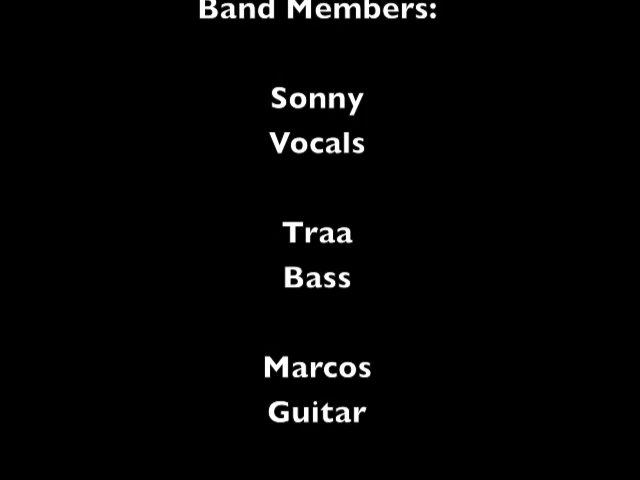 Band Members:
Sonny
Vocals
Traa
Bass
Marcos
Guitar